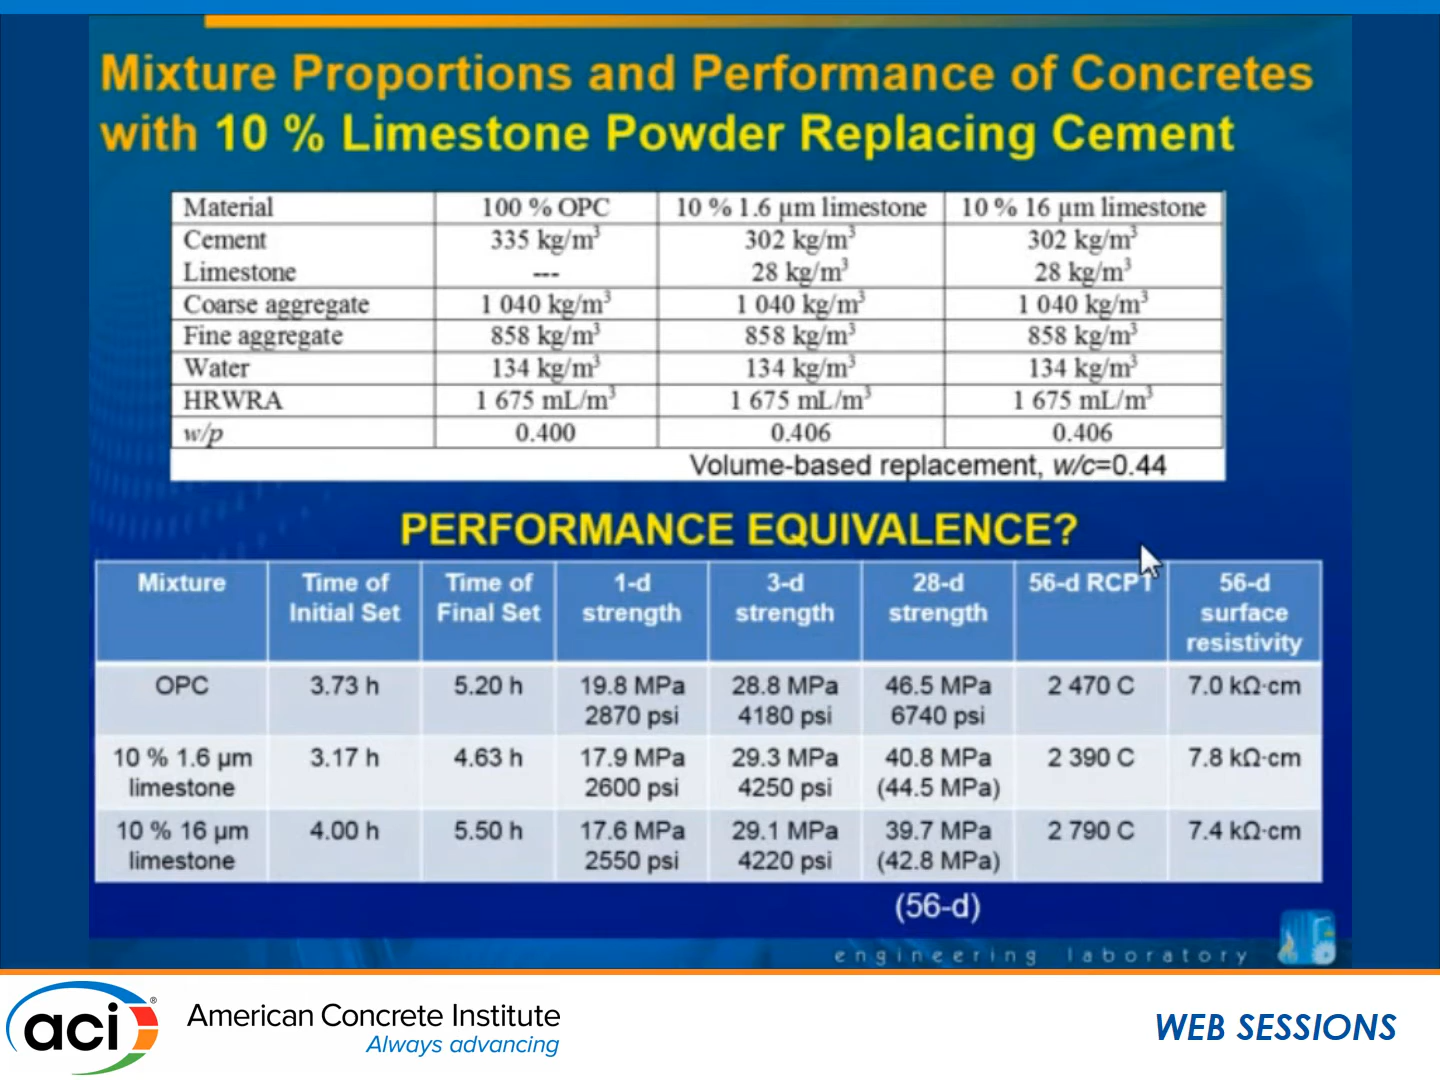 Mixture Proportions and Performance of Concretes
with 10 % Limestone Powder Replacing Cement
Material 100 % OPC 10 % 1.6 µm limestone 10 % 16 µm limestone
Cement 335 kg/m³ 302 kg/m³ 302 kg/m³
Limestone --- 28 kg/m³ 28 kg/m³
Coarse aggregate 1 040 kg/m³ 1 040 kg/m³ 1 040 kg/m³
Fine aggregate 858 kg/m³ 858 kg/m³ 858 kg/m³
Water 134 kg/m³ 134 kg/m³ 134 kg/m³
HRWRA 1 675 mL/m³ 1 675 mL/m³ 1 675 mL/m³
w/p 0.400 0.406 0.406
Volume-based replacement, w/c=0.44
PERFORMANCE EQUIVALENCE?
Mixture Time of Time of 1-d 3-d 28-d 56-d RCPT 56-d
Initial Set Final Set strength strength strength surface
resistivity
OPC 3.73 h 5.20 h 19.8 MPa 28.8 MPa 46.5 MPa 2 470 C 7.0 kΩ·cm
2870 psi 4180 psi 6740 psi
10 % 1.6 µm 3.17 h 4.63 h 17.9 MPa 29.3 MPa 40.8 MPa 2 390 C 7.8 kΩ·cm
limestone 2600 psi 4250 psi (44.5 MPa)
10 % 16 µm 4.00 h 5.50 h 17.6 MPa 29.1 MPa 39.7 MPa 2 790 C 7.4 kΩ·cm
limestone 2550 psi 4220 psi (42.8 MPa)
(56-d)
engineering laboratory
aci® American Concrete Institute
Always advancing
WEB SESSIONS